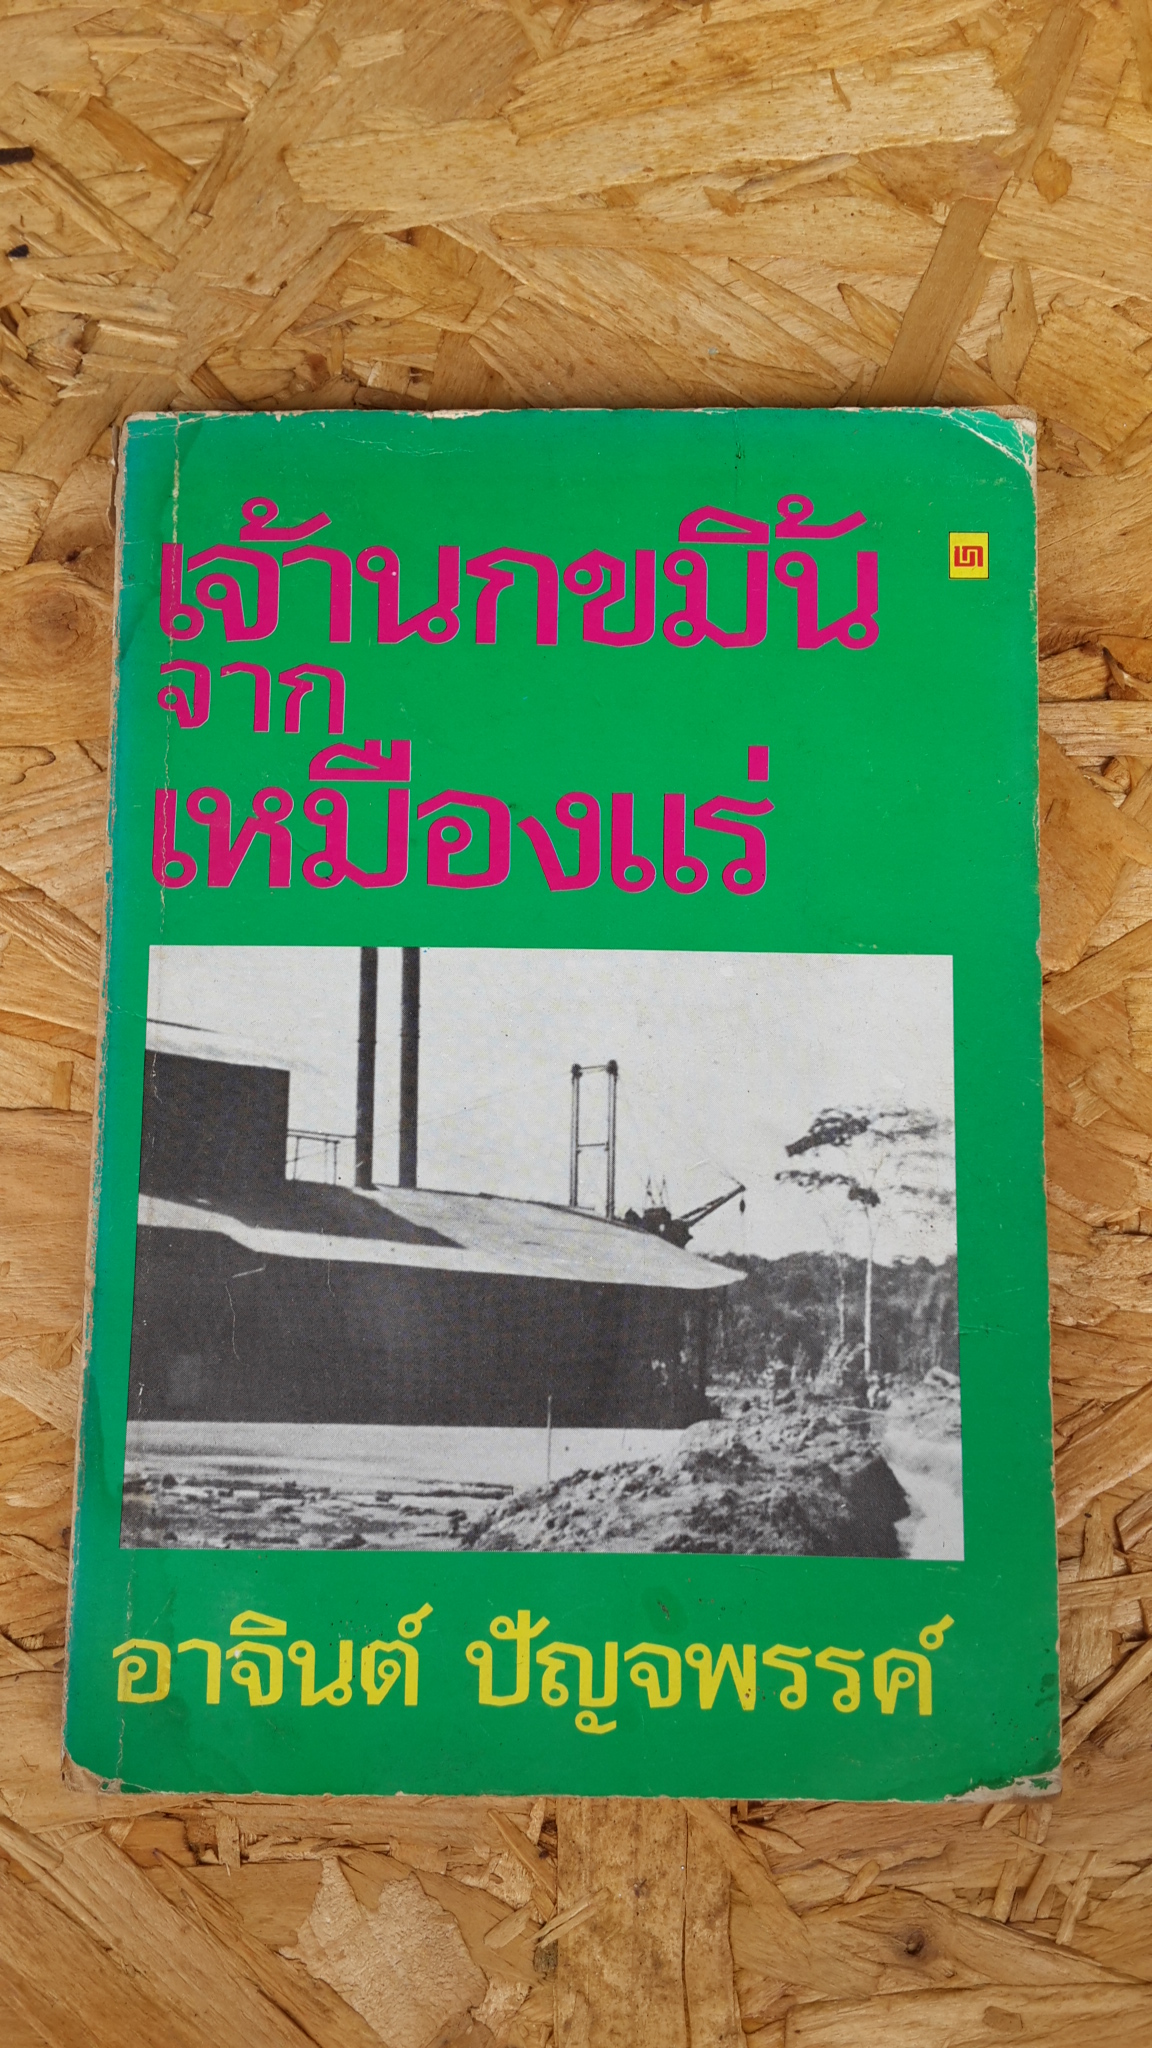 เจ้านกขมิ้น
จาก
เหมืองแร่
อาจินต์ ปัญจพรรค์